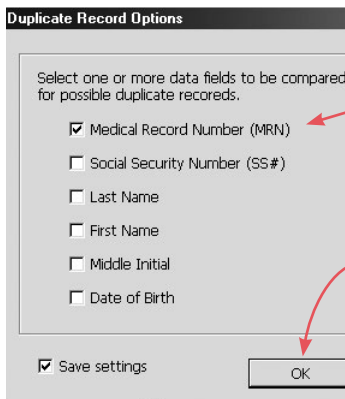 Duplicate Record Options
Select one or more data fields to be compared
for possible duplicate recoreds.
Medical Record Number (MRN)
Social Security Number (SS#)
Last Name
First Name
Middle Initial
Date of Birth
Save settings
OK